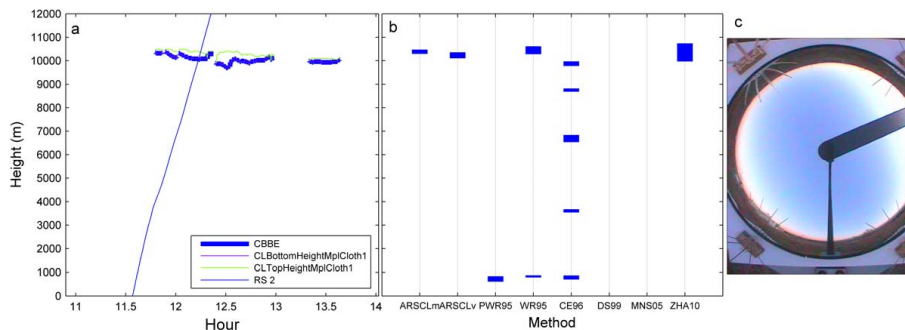 a
b
c
12000
11000
10000
9000
8000
7000
6000
5000
4000
3000
2000
1000
0
Height (m)
CBBE
CLBottomHeightMplCloth1
CLTopHeightMplCloth1
RS 2
11 11.5 12 12.5 13 13.5 14
Hour
ARSCLm ARSCLv PWR95 WR95 CE96 DS99 MNS05 ZHA10
Method